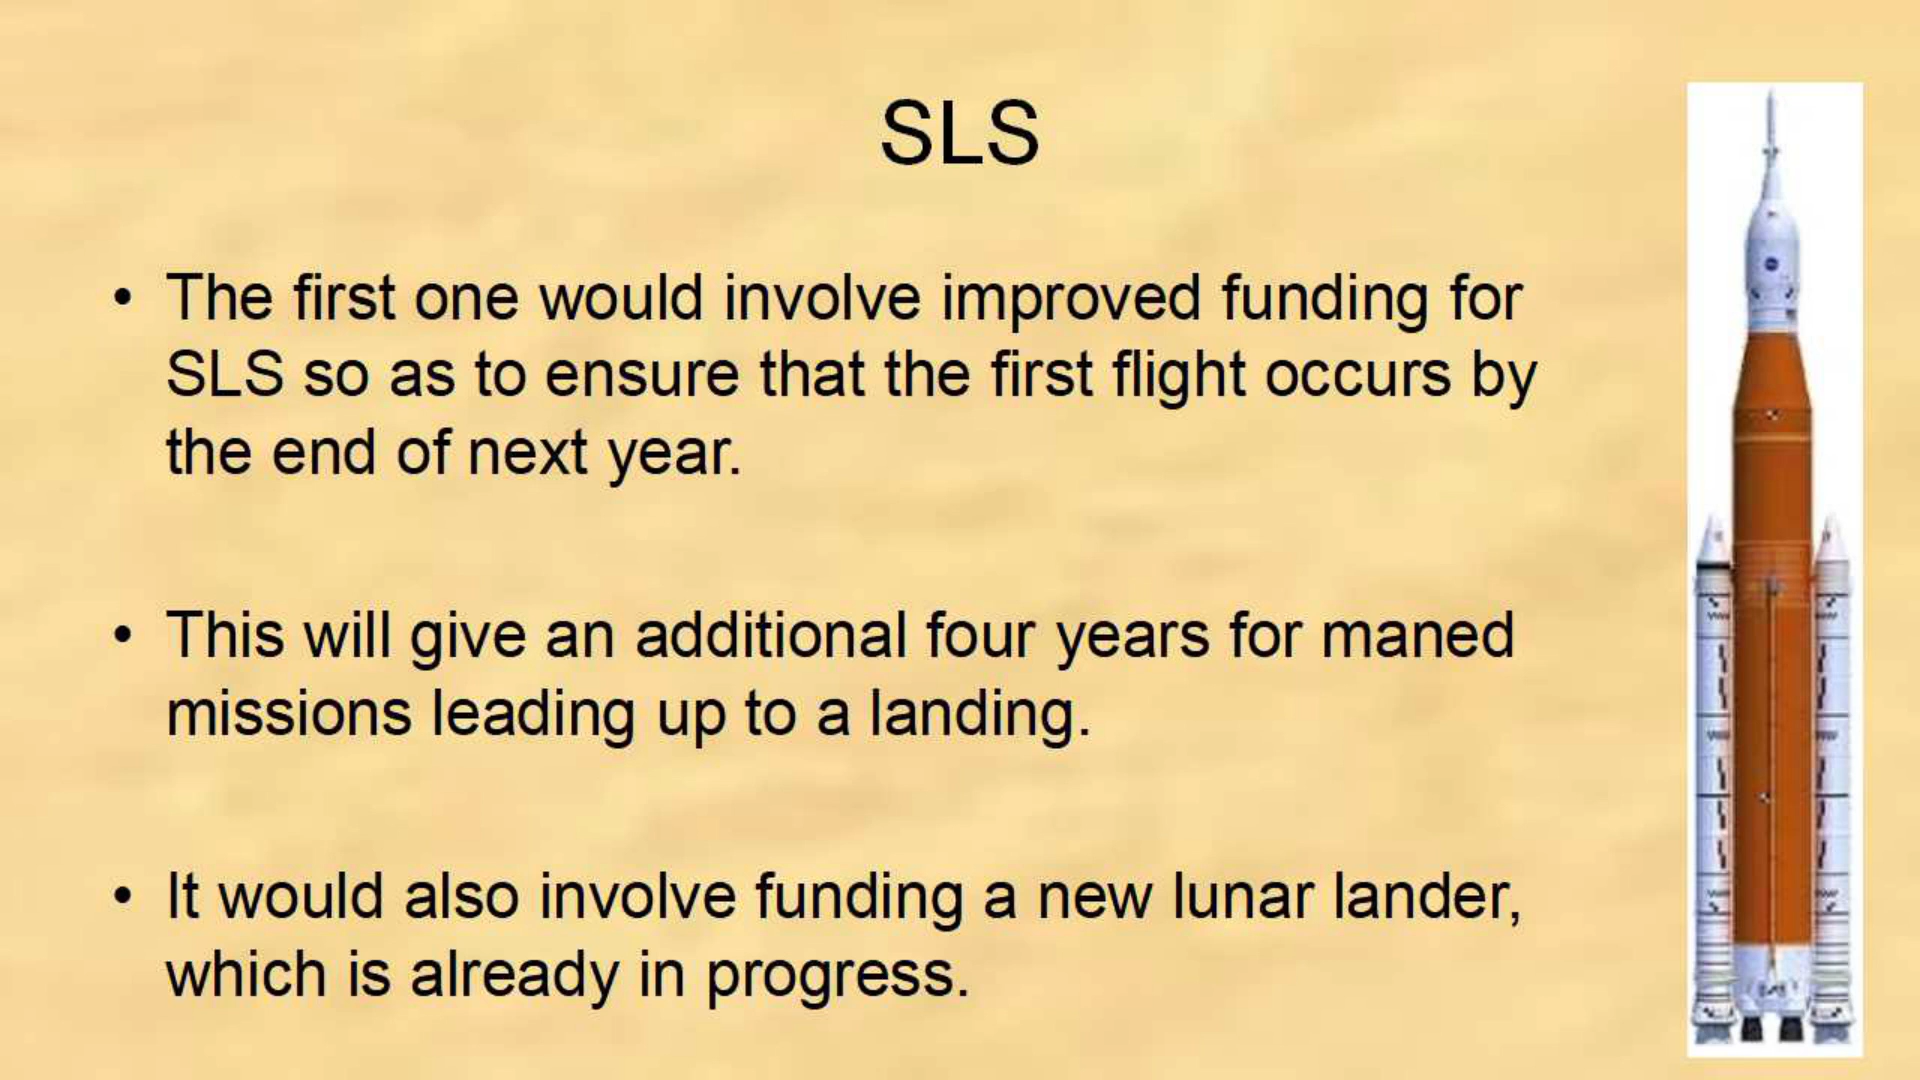 SLS
• The first one would involve improved funding for
SLS so as to ensure that the first flight occurs by
the end of next year.
• This will give an additional four years for maned
missions leading up to a landing.
• It would also involve funding a new lunar lander,
which is already in progress.